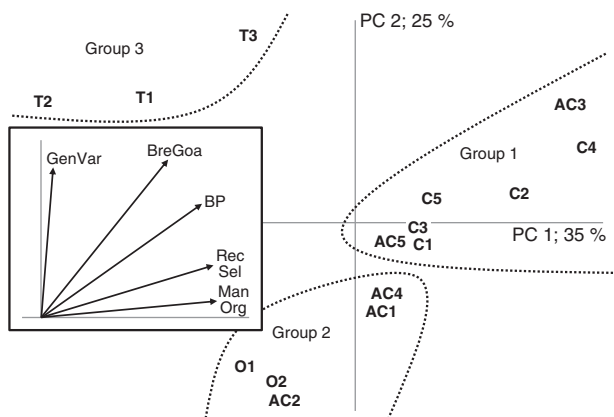 PC 2; 25 %
T3
Group 3
T2
T1
AC3
Group 1
C4
GenVar
BreGoa
BP
Rec
Sel
Man
Org
C5
C2
C3
AC5
C1
PC 1; 35 %
AC4
AC1
Group 2
O1
O2
AC2